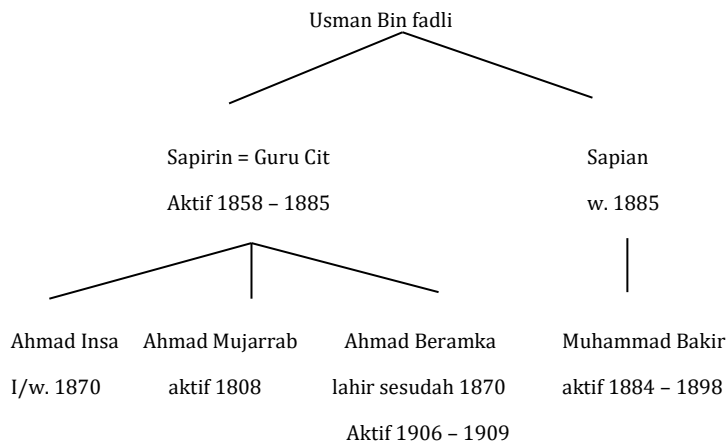 Usman Bin fadli
Sapirin = Guru Cit
Sapian
Aktif 1858 – 1885
w. 1885
Ahmad Insa
Ahmad Mujarrab
Ahmad Beramka
Muhammad Bakir
I/w. 1870
aktif 1808
lahir sesudah 1870
aktif 1884 – 1898
Aktif 1906 – 1909